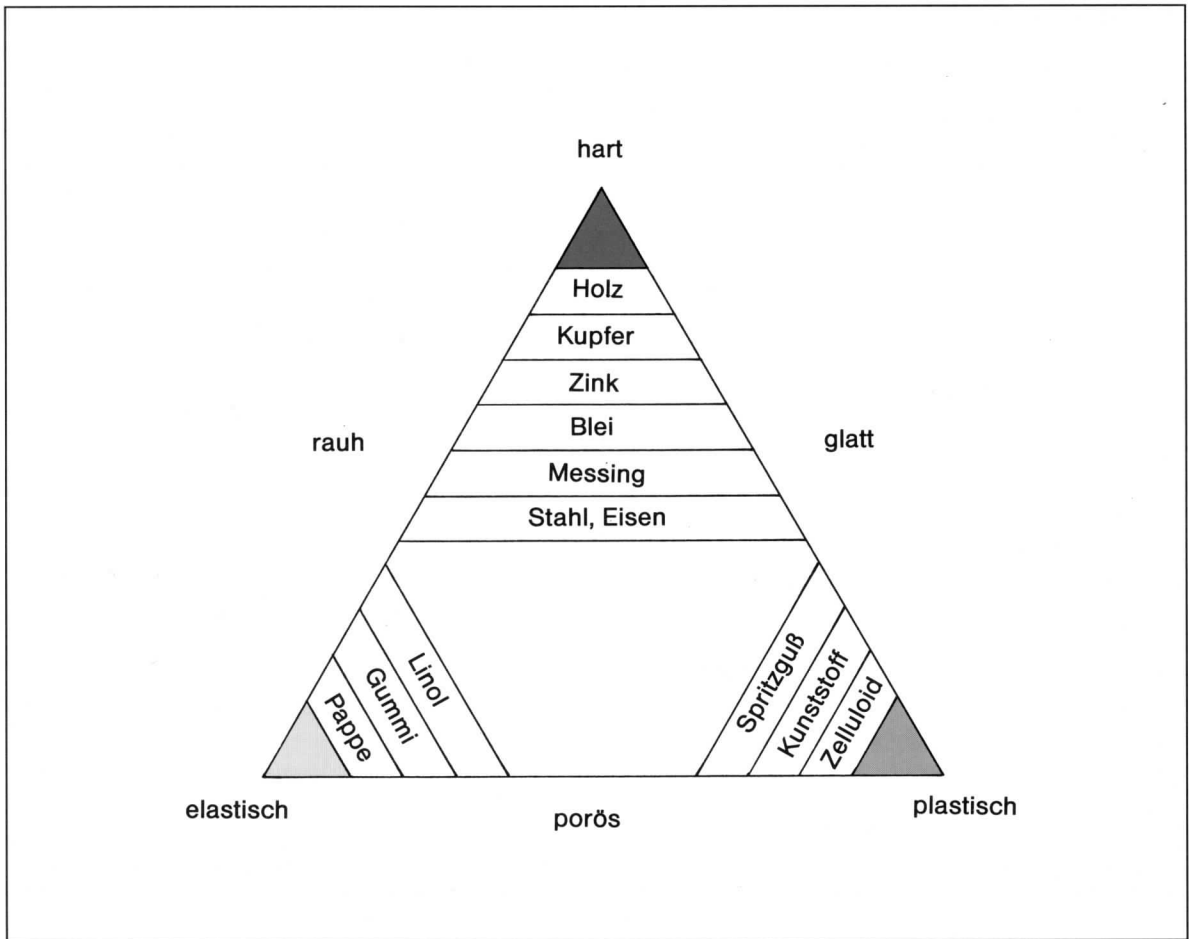 hart
Holz
Kupfer
Zink
Blei
Messing
Stahl, Eisen
rauh
glatt
Linol
Gummi
Pappe
Spritzguß
Kunststoff
Zelluloid
elastisch
porös
plastisch